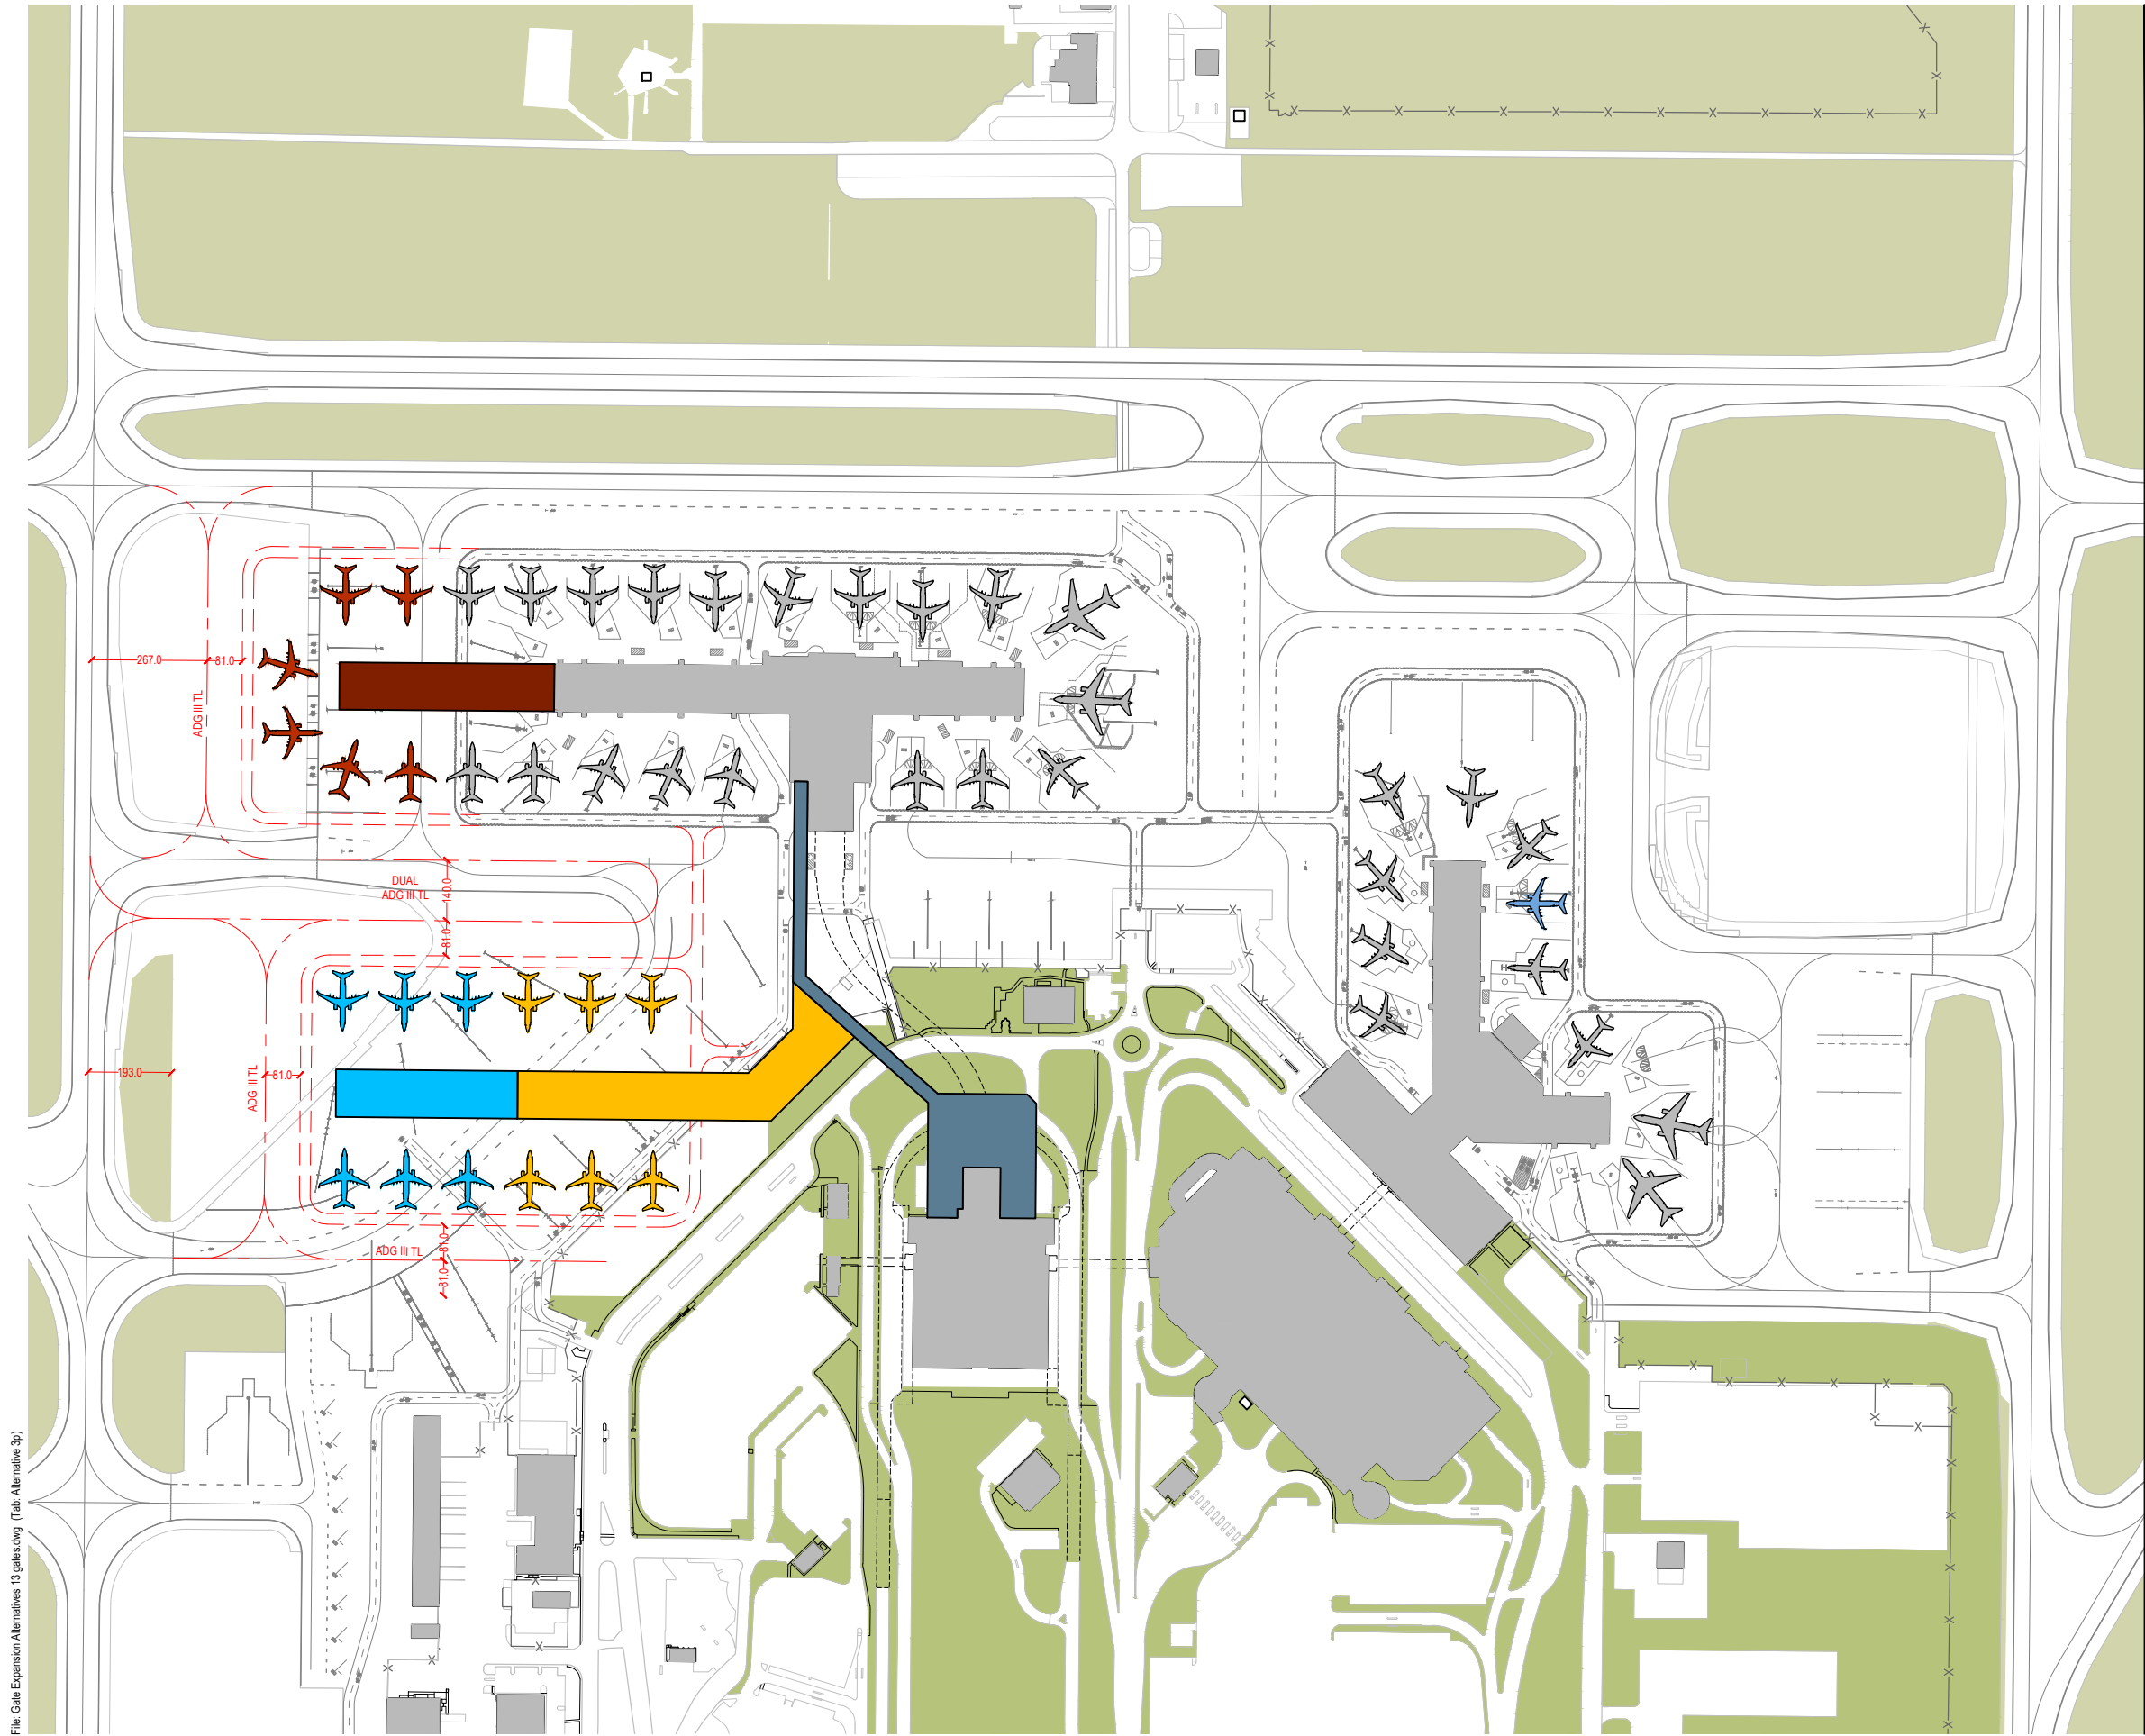 267.0
81.0
ADG III TL
DUAL
ADG III TL
140.0
81.0
193.0
81.0
ADG III TL
ADG III TL
81.0
81.0
File: Gate Expansion Alternatives 13 gates.dwg (Tab: Alternative 3p)